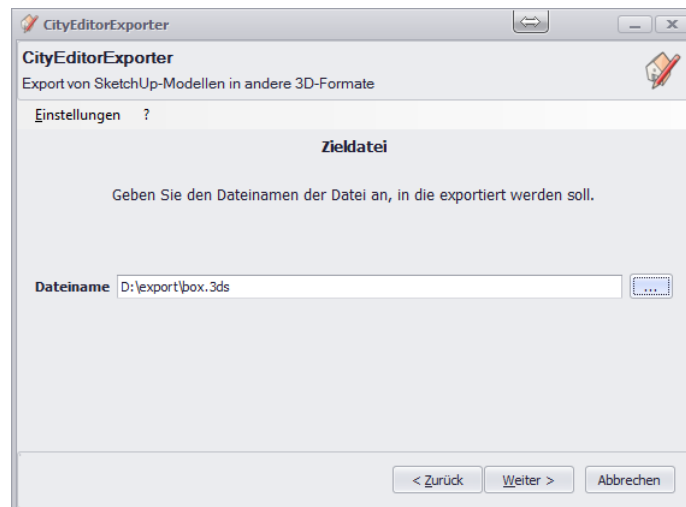 CityEditorExporter
CityEditorExporter
Export von SketchUp-Modellen in andere 3D-Formate
Einstellungen ?
Zieldatei
Geben Sie den Dateinamen der Datei an, in die exportiert werden soll.
Dateiname D:\export\box.3ds ...
< Zurück Weiter > Abbrechen